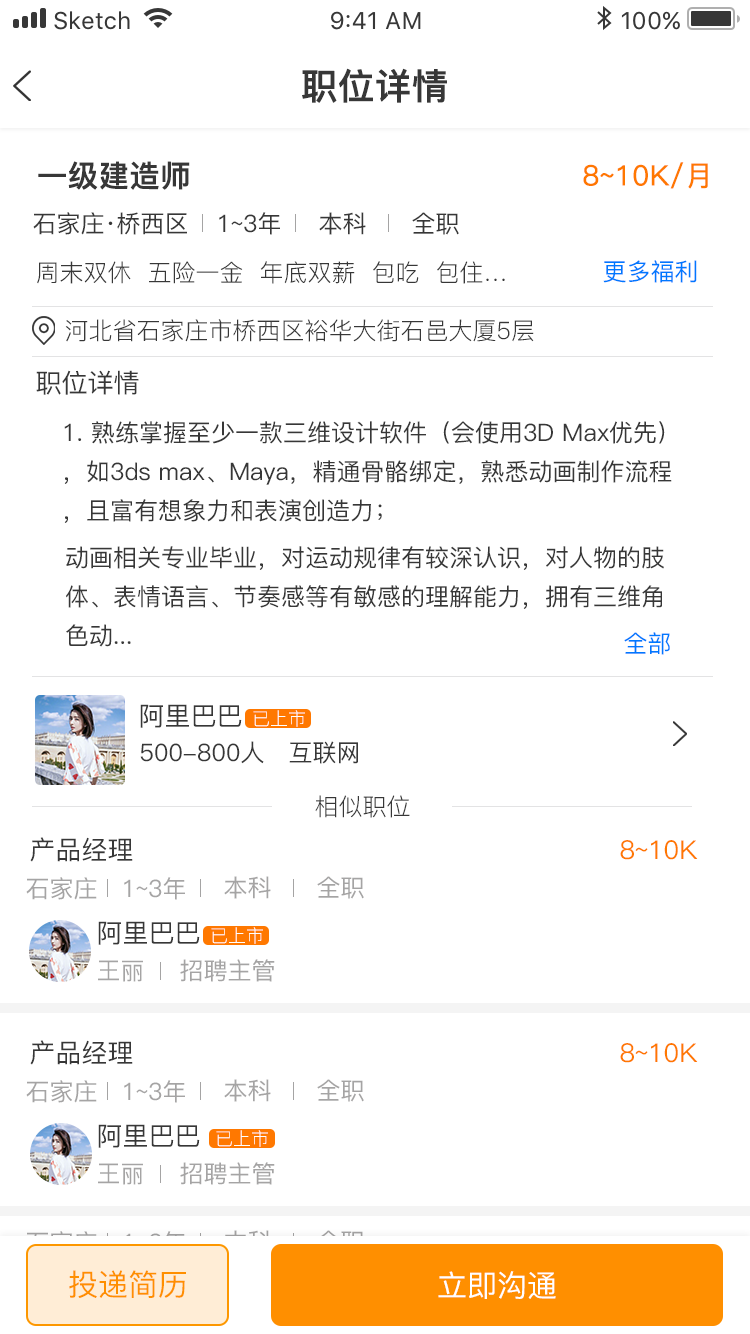 Sketch 9:41 AM 100%
职位详情
一级建造师 8~10K/月
石家庄·桥西区 1~3年 本科 全职
周末双休 五险一金 年底双薪 包吃 包住... 更多福利
河北省石家庄市桥西区裕华大街石邑大厦5层
职位详情
1. 熟练掌握至少一款三维设计软件（会使用3D Max优先）
，如3ds max、Maya，精通骨骼绑定，熟悉动画制作流程
，且富有想象力和表演创造力；
动画相关专业毕业，对运动规律有较深认识，对人物的肢
体、表情语言、节奏感等有敏感的理解能力，拥有三维角
色动... 全部
阿里巴巴 已上市
500-800人 互联网
相似职位
产品经理 8~10K
石家庄 1~3年 本科 全职
阿里巴巴 已上市
王丽 招聘主管
产品经理 8~10K
石家庄 1~3年 本科 全职
阿里巴巴 已上市
王丽 招聘主管
投递简历 立即沟通